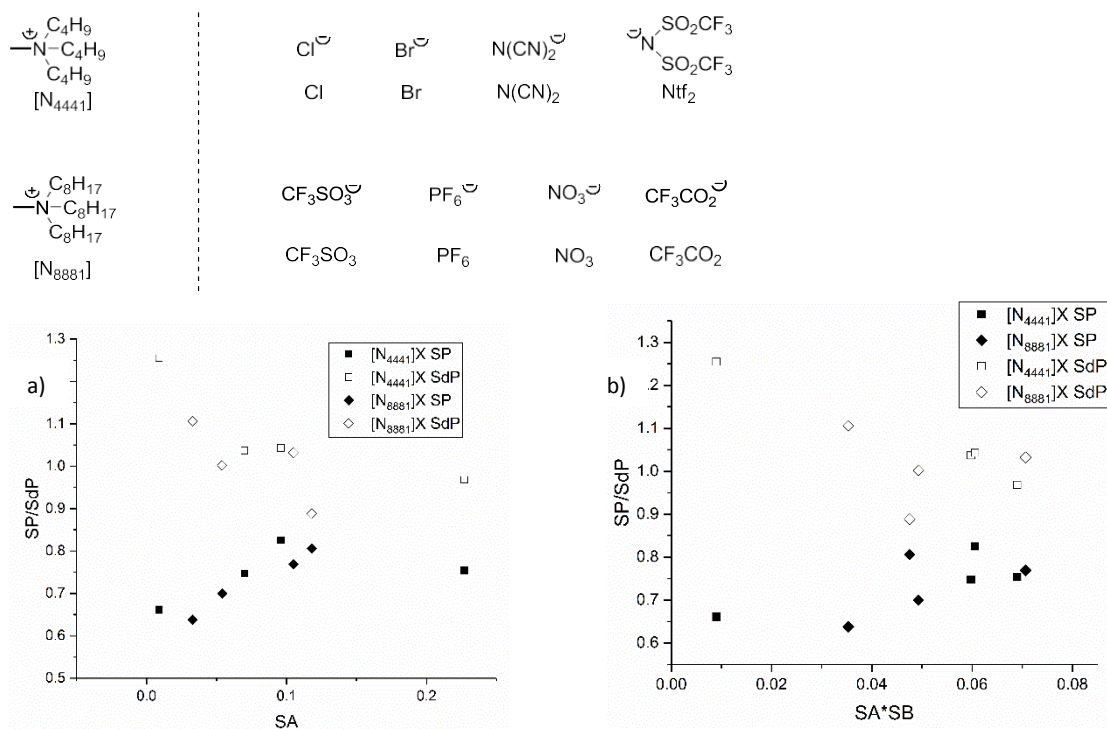 ⊕ C₄H₉
—N–C₄H₉
C₄H₉
[N₄₄₄₁]
Cl⊖ Br⊖ N(CN)₂⊖ ⊖N SO₂CF₃
SO₂CF₃
Cl Br N(CN)₂ Ntf₂
⊕ C₈H₁₇
—N–C₈H₁₇
C₈H₁₇
[N₈₈₈₁]
CF₃SO₃⊖ PF₆⊖ NO₃⊖ CF₃CO₂⊖
CF₃SO₃ PF₆ NO₃ CF₃CO₂
a)
[N₄₄₄₁]X SP
[N₄₄₄₁]X SdP
[N₈₈₈₁]X SP
[N₈₈₈₁]X SdP
SP/SdP
1.3
1.2
1.1
1.0
0.9
0.8
0.7
0.6
0.5
0.0 0.1 0.2
SA
b)
[N₄₄₄₁]X SP
[N₈₈₈₁]X SP
[N₄₄₄₁]X SdP
[N₈₈₈₁]X SdP
SP/SdP
1.3
1.2
1.1
1.0
0.9
0.8
0.7
0.6
0.00 0.02 0.04 0.06 0.08
SA*SB